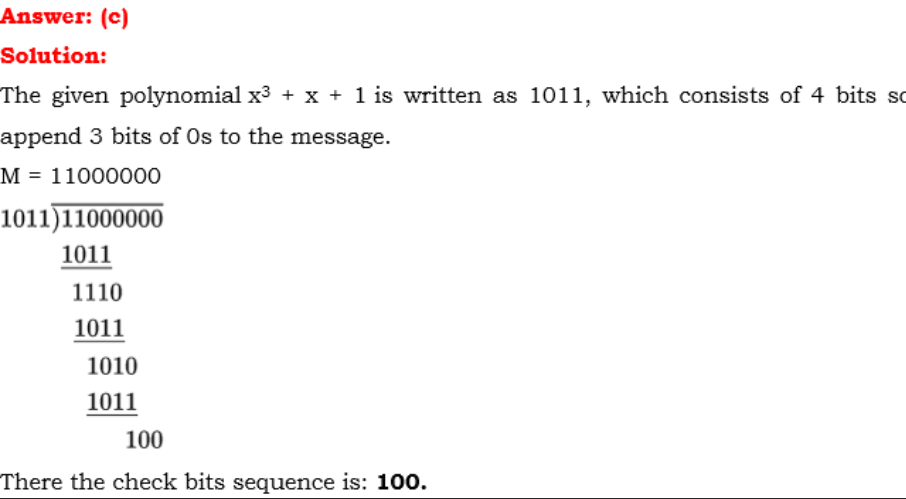 Answer: (c)
Solution:
The given polynomial x³ + x + 1 is written as 1011, which consists of 4 bits so
append 3 bits of 0s to the message.
M = 11000000
1011)11000000
1011
1110
1011
1010
1011
100
There the check bits sequence is: 100.